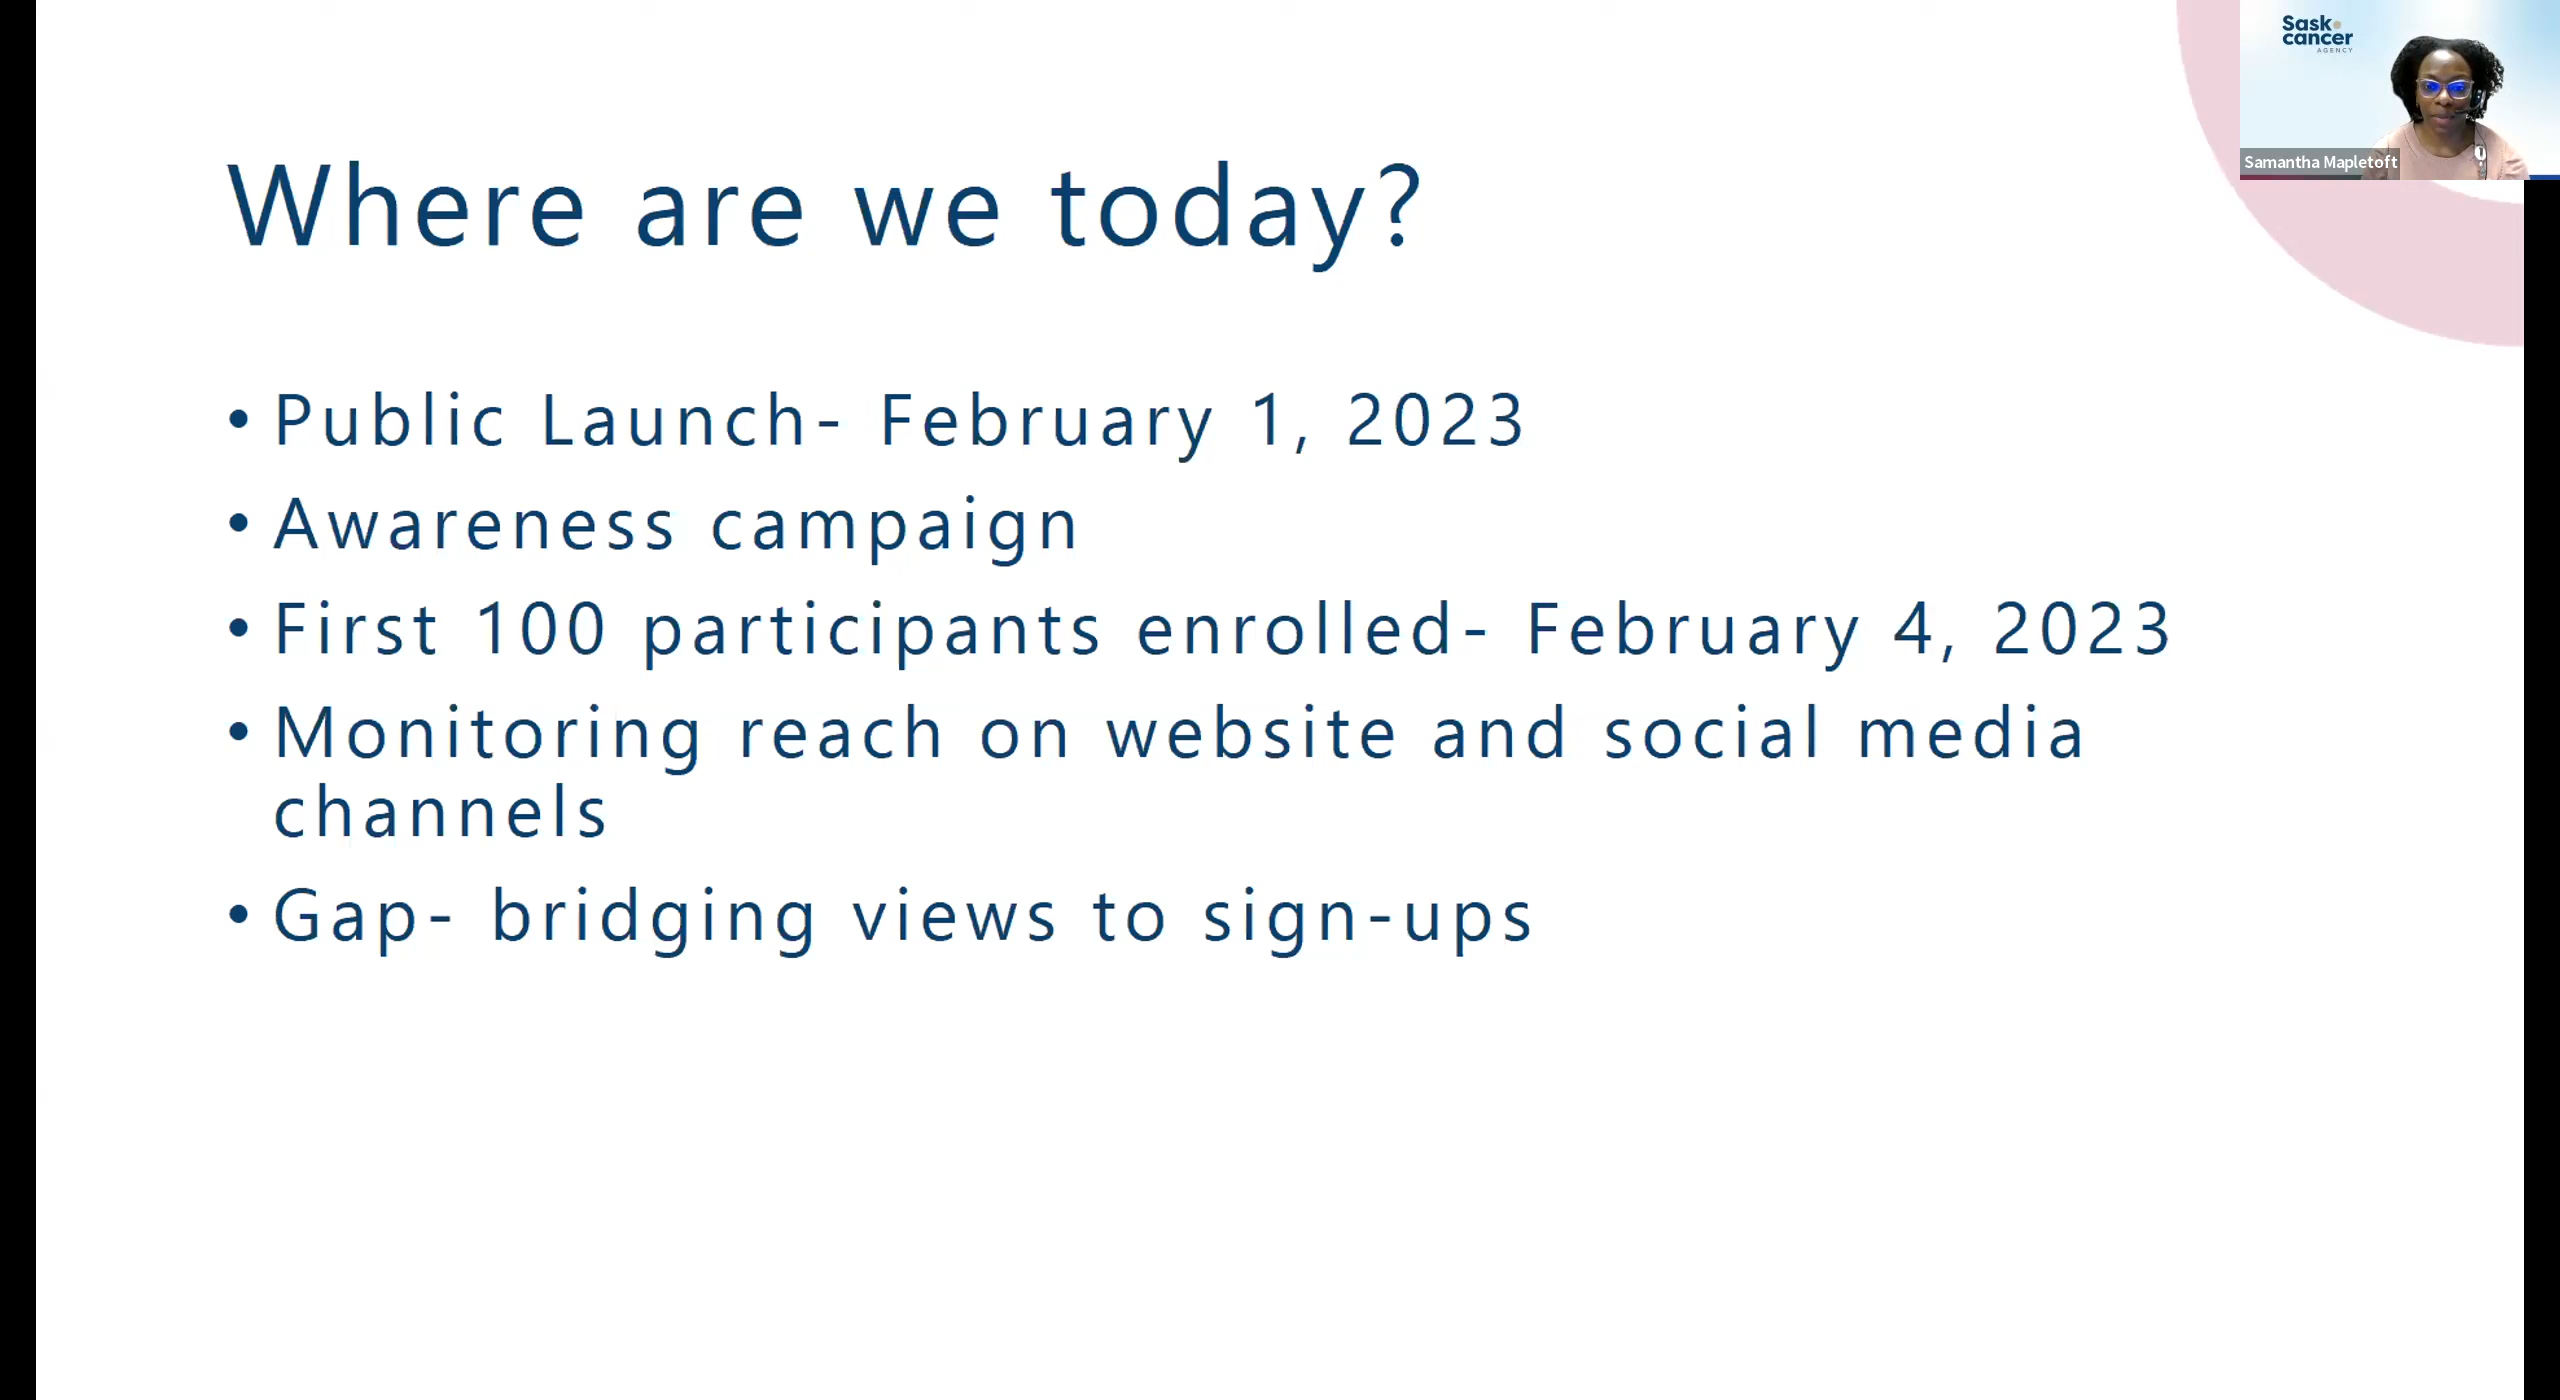 Sask
cancer
AGENCY
Samantha Mapletoft
Where are we today?
• Public Launch- February 1, 2023
• Awareness campaign
• First 100 participants enrolled- February 4, 2023
• Monitoring reach on website and social media
channels
• Gap- bridging views to sign-ups